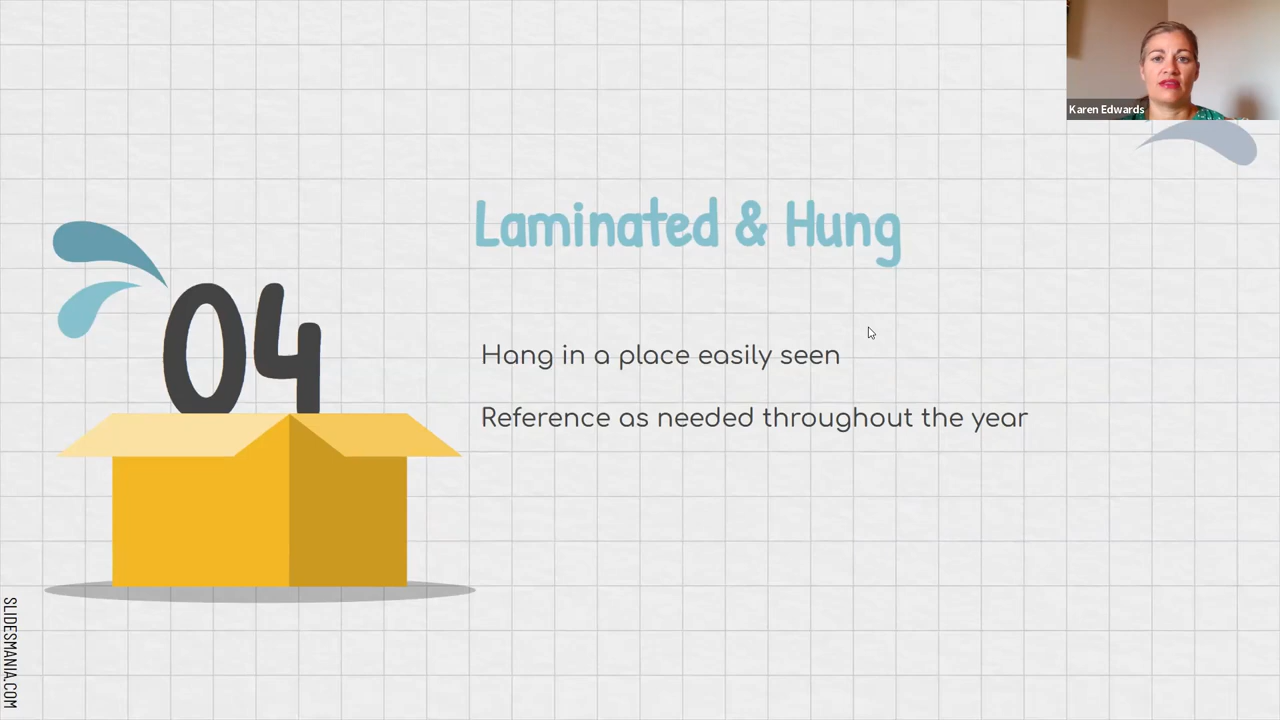 Karen Edwards
Laminated & Hung
04
Hang in a place easily seen
Reference as needed throughout the year
SLIDESMANIA.COM